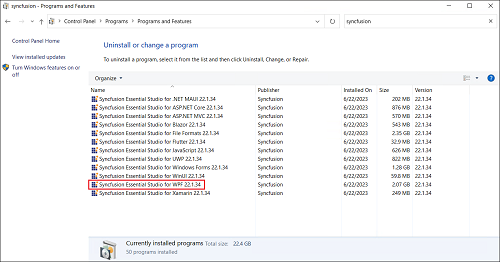 syncfusion - Programs and Features
Control Panel > Programs > Programs and Features
syncfusion
Control Panel Home
View installed updates
Turn Windows features on or off
Uninstall or change a program
To uninstall a program, select it from the list and then click Uninstall, Change, or Repair.
Organize
Name Publisher Installed On Size Version
Syncfusion Essential Studio for .NET MAUI 22.1.34 Syncfusion 6/22/2023 202 MB 22.1.34
Syncfusion Essential Studio for ASP.NET Core 22.1.34 Syncfusion 6/22/2023 876 MB 22.1.34
Syncfusion Essential Studio for ASP.NET MVC 22.1.34 Syncfusion 6/22/2023 570 MB 22.1.34
Syncfusion Essential Studio for Blazor 22.1.34 Syncfusion 6/22/2023 543 MB 22.1.34
Syncfusion Essential Studio for File Formats 22.1.34 Syncfusion 6/22/2023 2.35 GB 22.1.34
Syncfusion Essential Studio for Flutter 22.1.34 Syncfusion 6/22/2023 32.9 MB 22.1.34
Syncfusion Essential Studio for JavaScript 22.1.34 Syncfusion 6/22/2023 626 MB 22.1.34
Syncfusion Essential Studio for UWP 22.1.34 Syncfusion 6/22/2023 822 MB 22.1.34
Syncfusion Essential Studio for Windows Forms 22.1.34 Syncfusion 6/22/2023 1.28 GB 22.1.34
Syncfusion Essential Studio for WinUI 22.1.34 Syncfusion 6/22/2023 59.8 MB 22.1.34
Syncfusion Essential Studio for WPF 22.1.34 Syncfusion 6/22/2023 2.07 GB 22.1.34
Syncfusion Essential Studio for Xamarin 22.1.34 Syncfusion 6/22/2023 249 MB 22.1.34
Currently installed programs Total size: 22.4 GB
50 programs installed